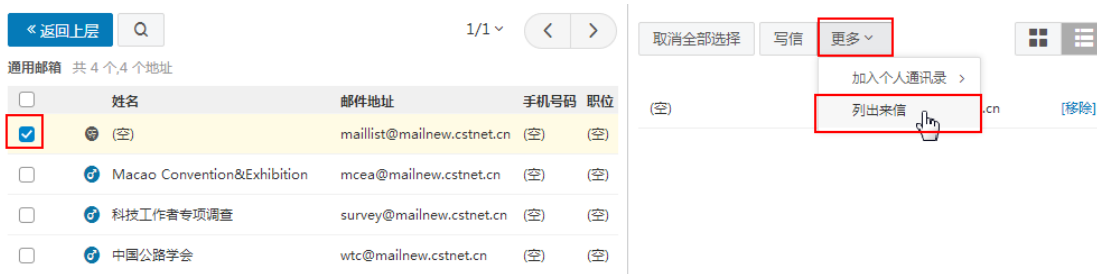 « 返回上层
1/1
通用邮箱 共 4 个,4 个地址
姓名 邮件地址 手机号码 职位
(空) maillist@mailnew.cstnet.cn (空) (空)
Macao Convention&Exhibition mcea@mailnew.cstnet.cn (空) (空)
科技工作者专项调查 survey@mailnew.cstnet.cn (空) (空)
中国公路学会 wtc@mailnew.cstnet.cn (空) (空)
取消全部选择 写信 更多
加入个人通讯录
(空) .cn [移除]
列出来信